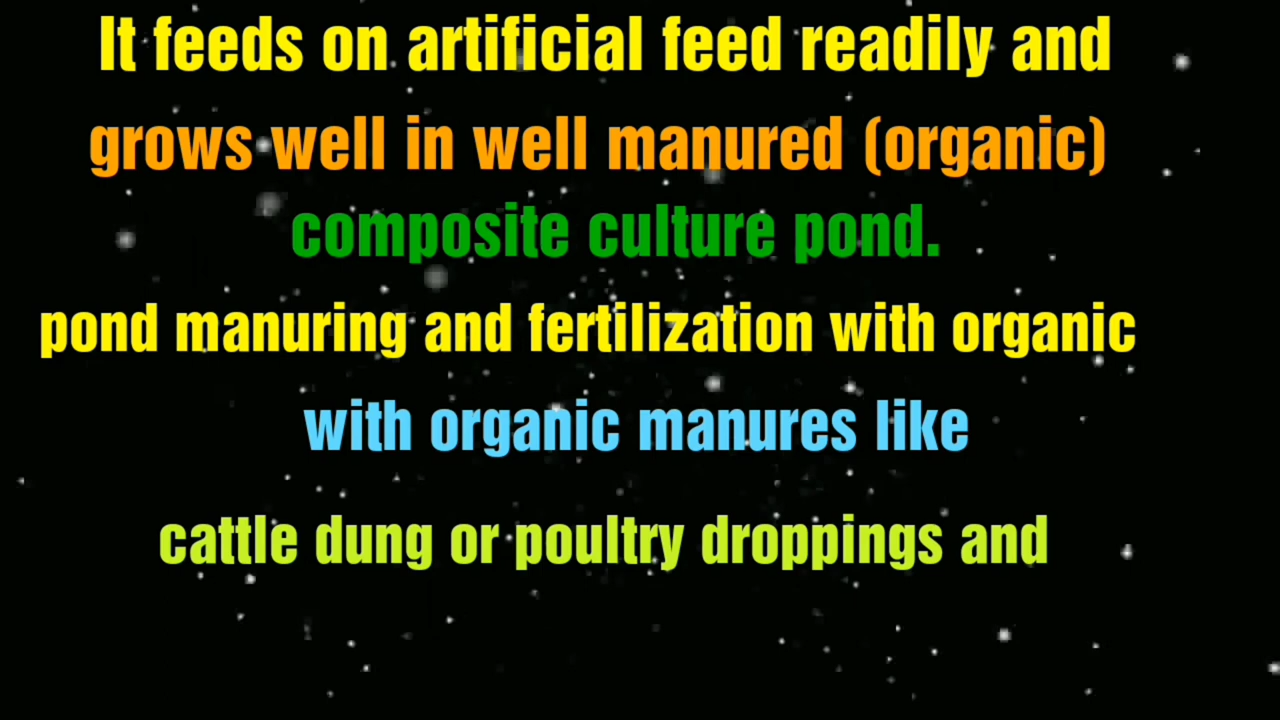 It feeds on artificial feed readily and
grows well in well manured (organic)
composite culture pond.
pond manuring and fertilization with organic
with organic manures like
cattle dung or poultry droppings and